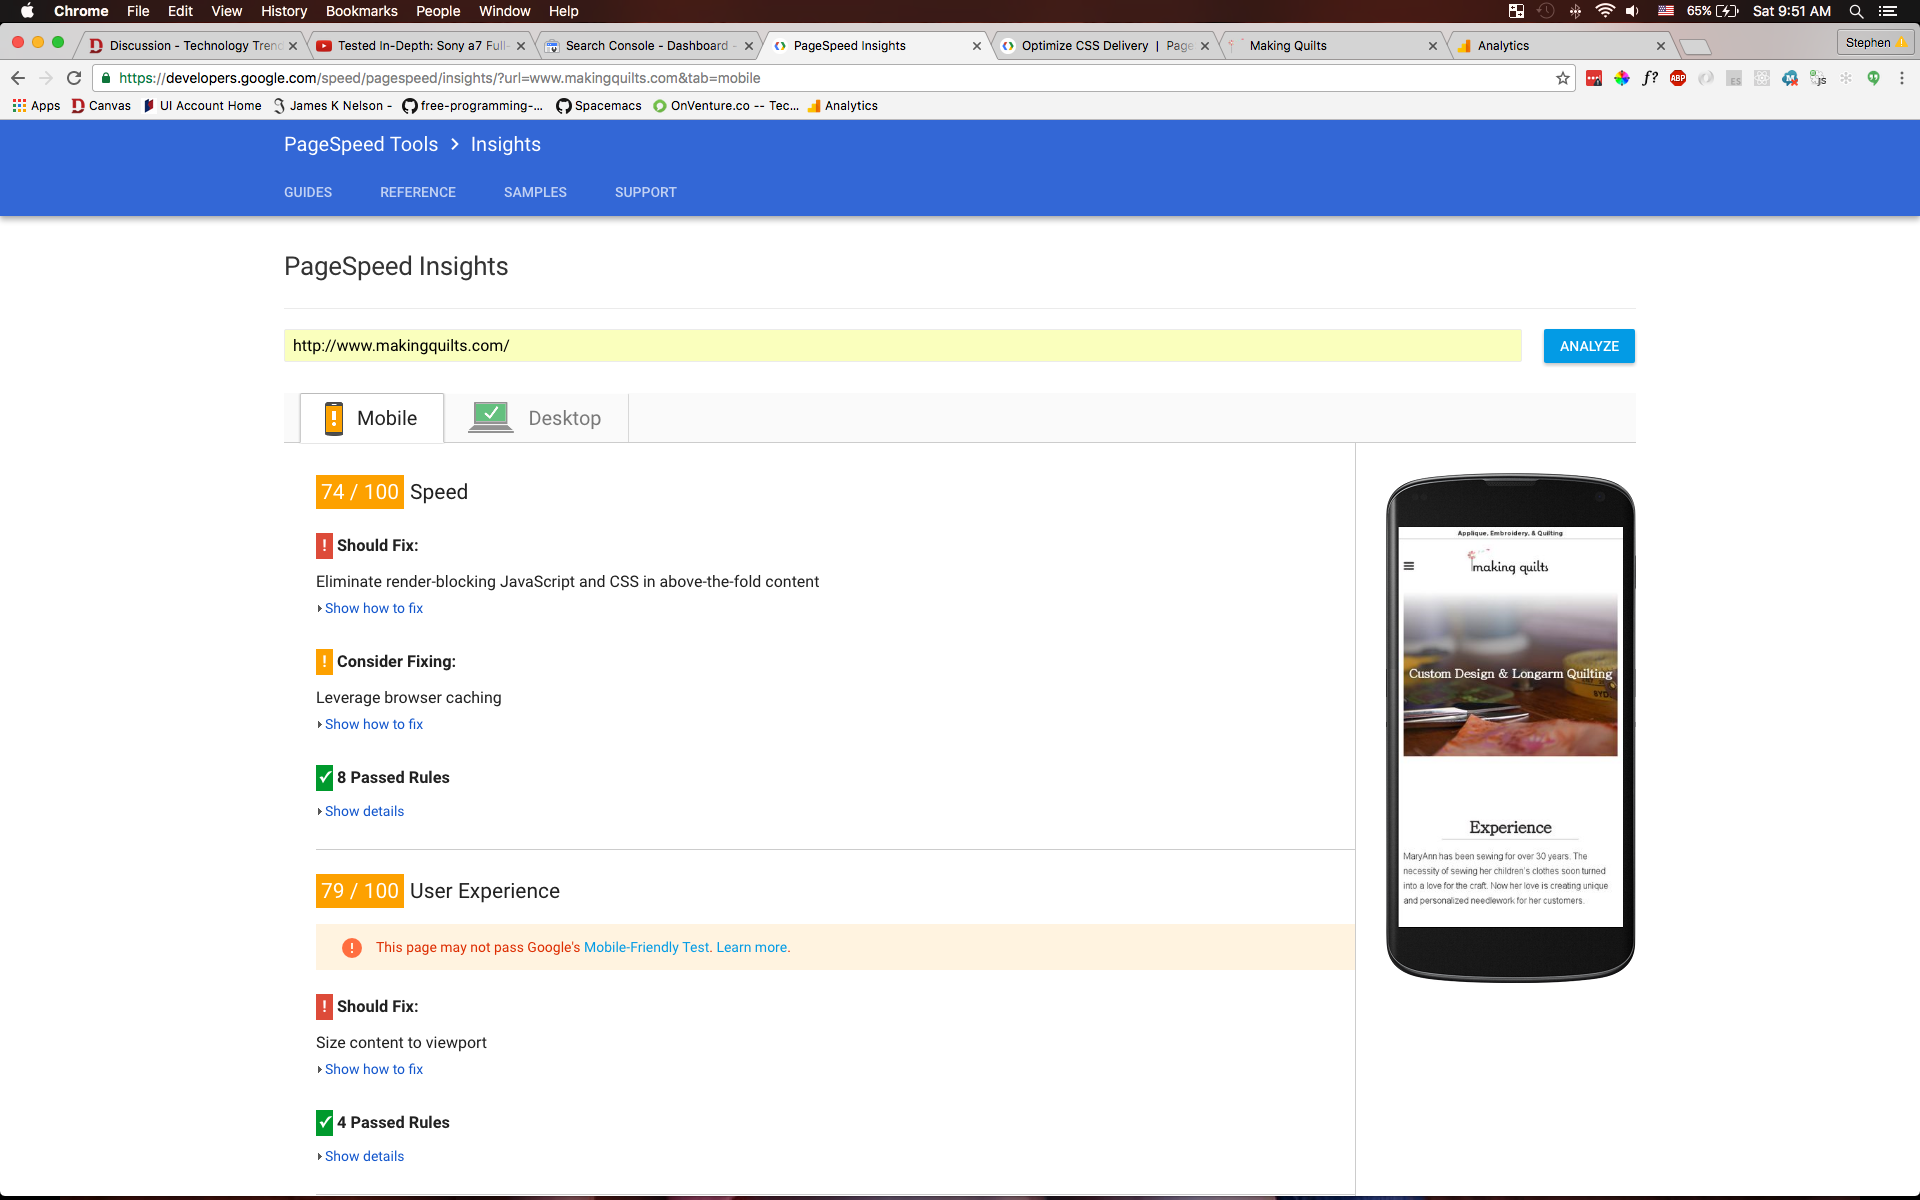 Chrome File Edit View History Bookmarks People Window Help 65% Sat 9:51 AM
Discussion - Technology Tren
Tested In-Depth: Sony a7 Full-
Search Console - Dashboard -
PageSpeed Insights
Optimize CSS Delivery | Page
Making Quilts
Analytics
Stephen
https://developers.google.com/speed/pagespeed/insights/?url=www.makingquilts.com&tab=mobile
f?
ABP
ES
js
Apps Canvas UI Account Home James K Nelson - free-programming-... Spacemacs OnVenture.co -- Tec... Analytics
PageSpeed Tools > Insights
GUIDES REFERENCE SAMPLES SUPPORT
PageSpeed Insights
http://www.makingquilts.com/
ANALYZE
Mobile Desktop
74 / 100 Speed
! Should Fix:
Eliminate render-blocking JavaScript and CSS in above-the-fold content
Show how to fix
! Consider Fixing:
Leverage browser caching
Show how to fix
8 Passed Rules
Show details
79 / 100 User Experience
This page may not pass Google's Mobile-Friendly Test. Learn more.
! Should Fix:
Size content to viewport
Show how to fix
4 Passed Rules
Show details
Applique, Embroidery, & Quilting
making quilts
Custom Design & Longarm Quilting
Experience
MaryAnn has been sewing for over 30 years. The
necessity of sewing her children's clothes soon turned
into a love for the craft. Now her love is creating unique
and personalized needlework for her customers.